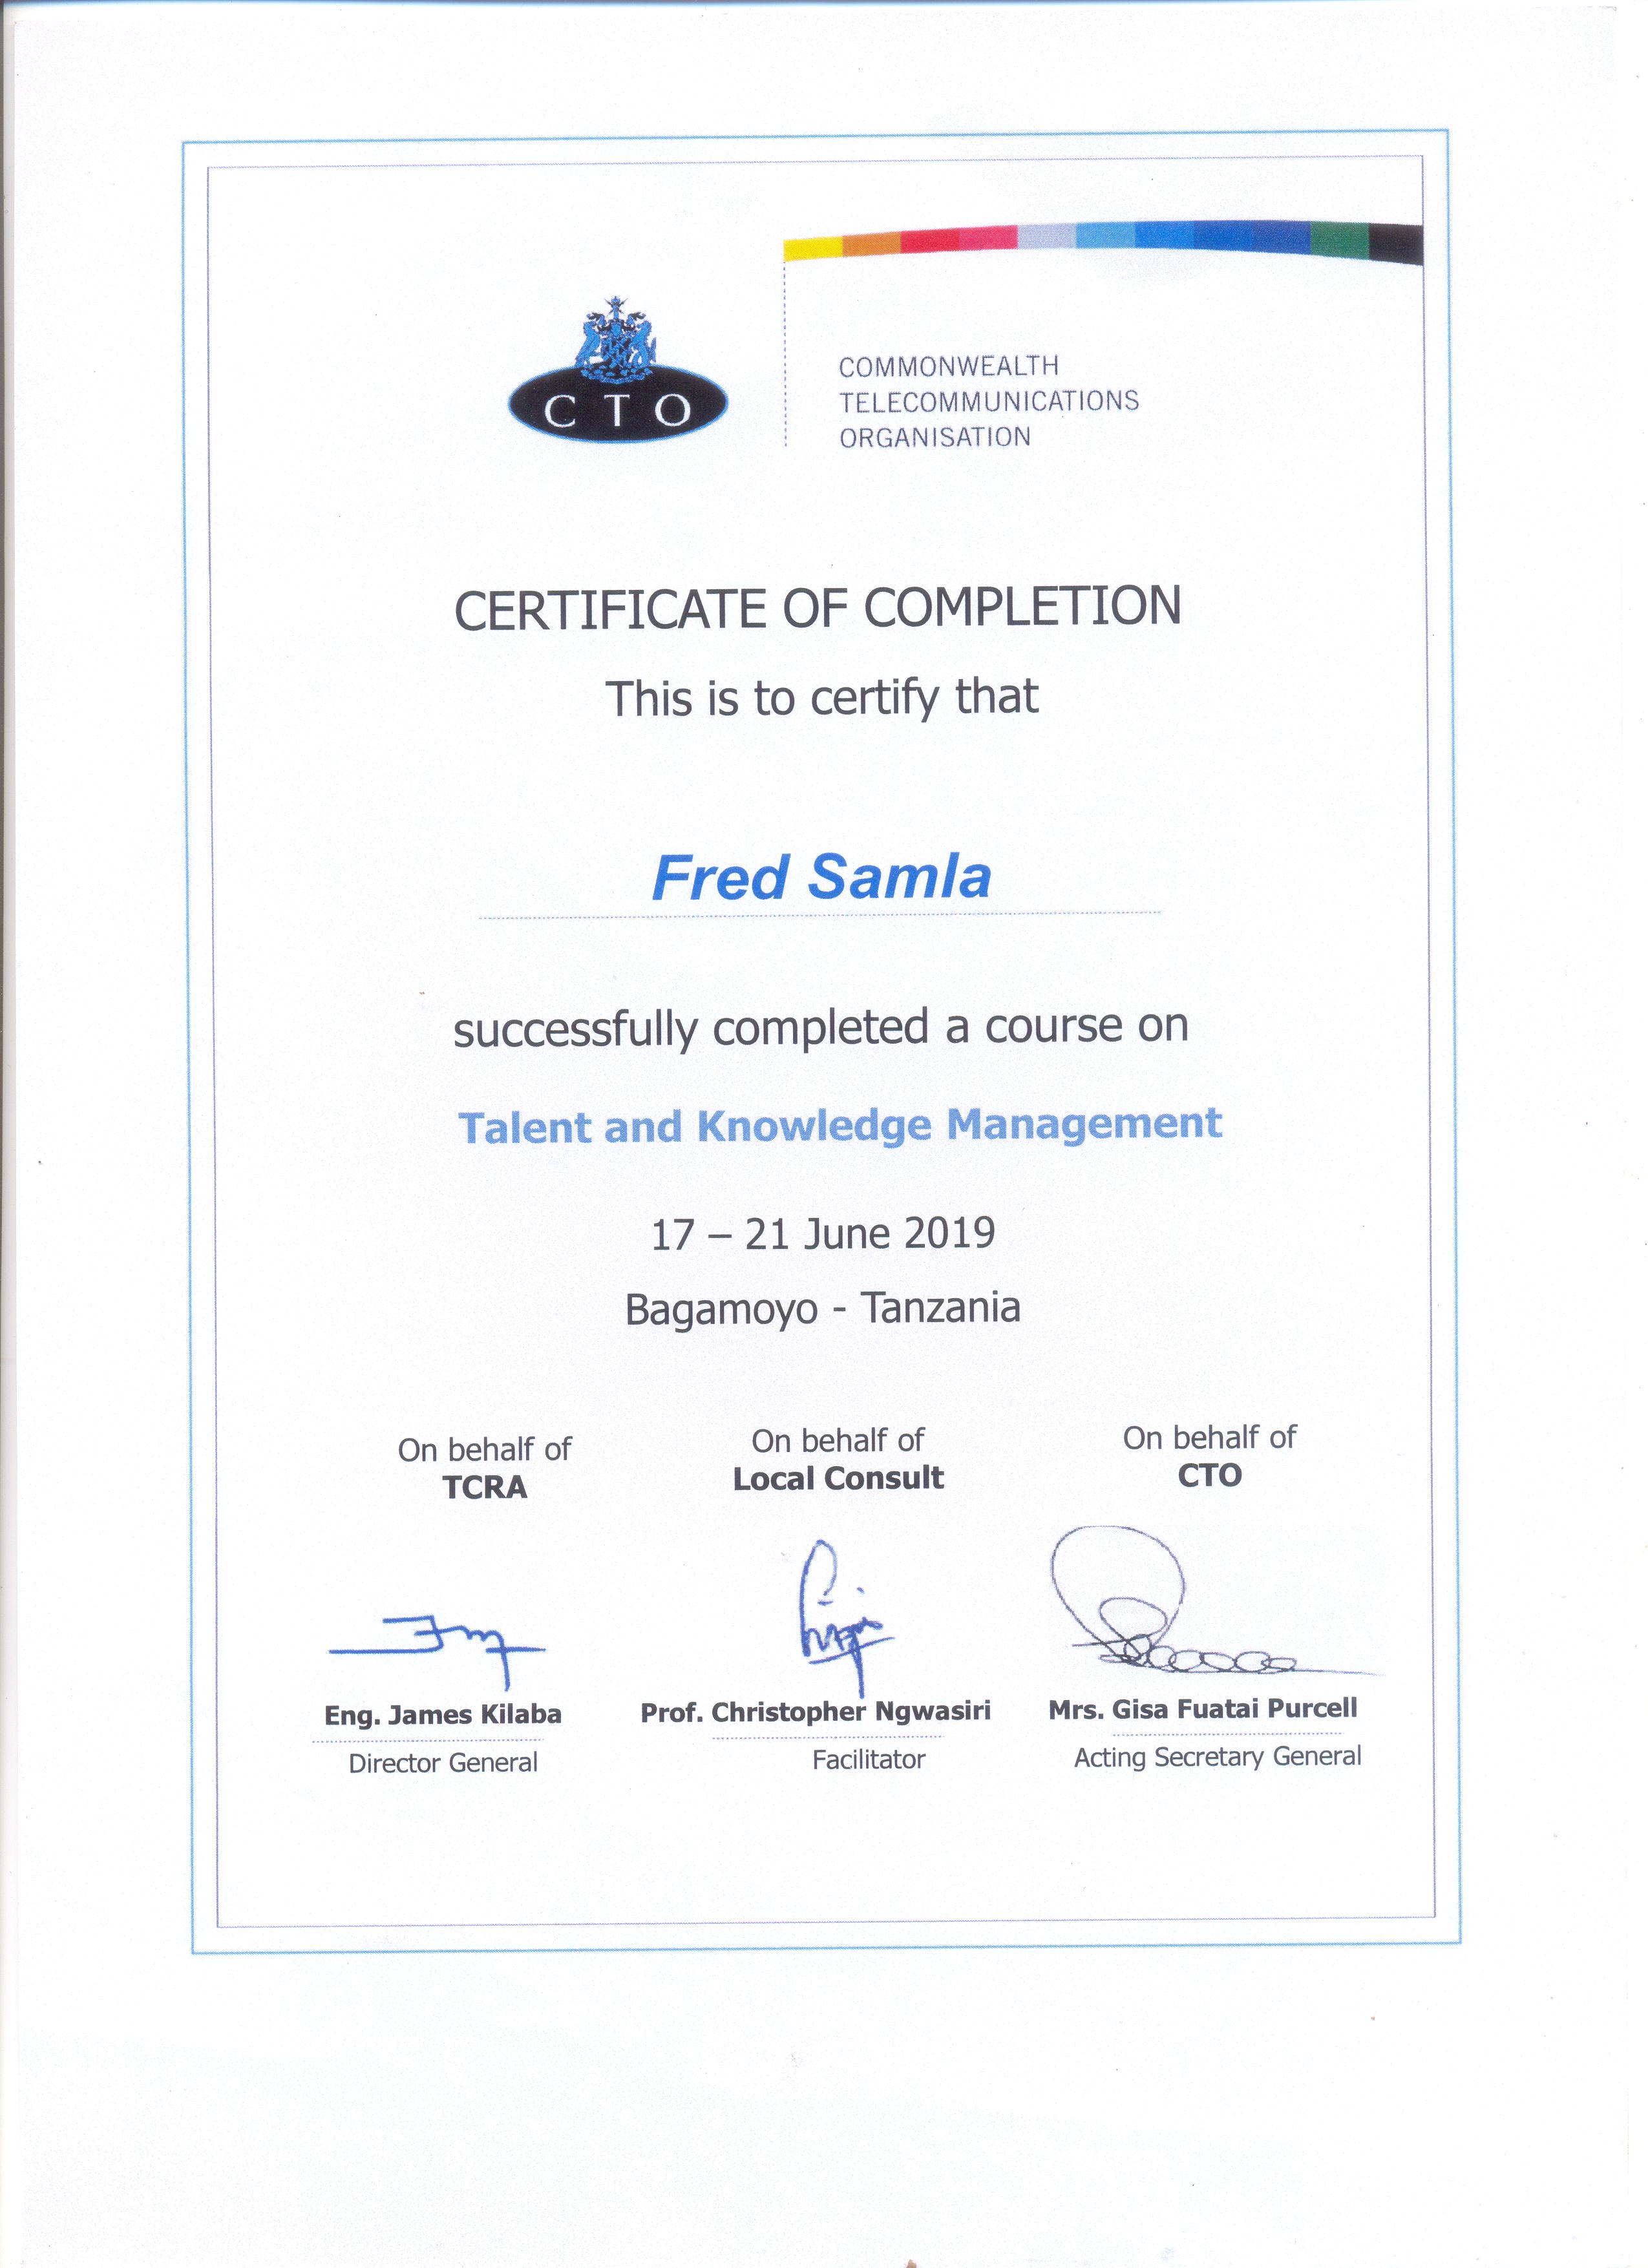 CTO
COMMONWEALTH
TELECOMMUNICATIONS
ORGANISATION
CERTIFICATE OF COMPLETION
This is to certify that
Fred Samla
successfully completed a course on
Talent and Knowledge Management
17 – 21 June 2019
Bagamoyo - Tanzania
On behalf of
TCRA
On behalf of
Local Consult
On behalf of
CTO
Eng. James Kilaba
Director General
Prof. Christopher Ngwasiri
Facilitator
Mrs. Gisa Fuatai Purcell
Acting Secretary General